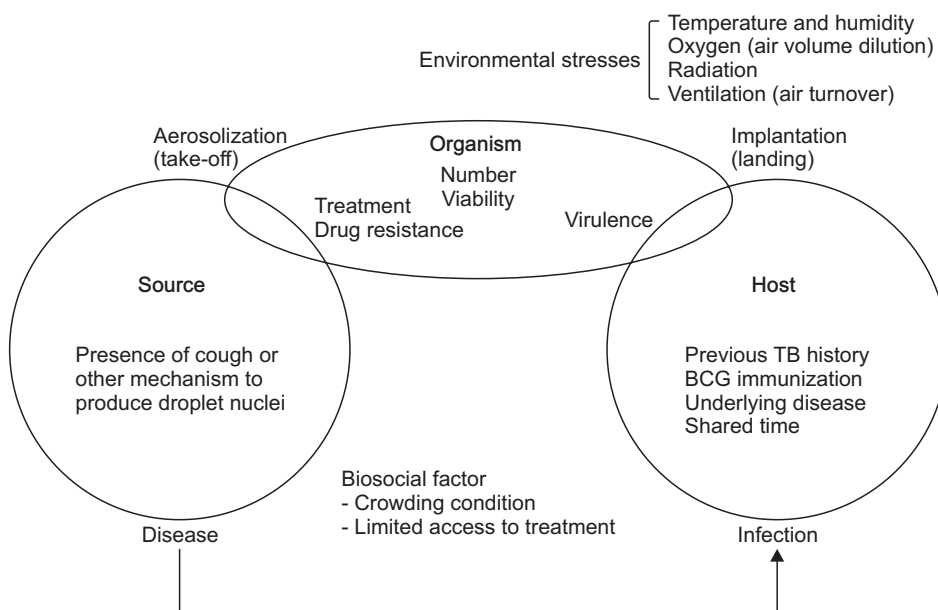 Environmental stresses
Temperature and humidity
Oxygen (air volume dilution)
Radiation
Ventilation (air turnover)
Aerosolization
(take-off)
Organism
Number
Viability
Treatment
Drug resistance
Virulence
Implantation
(landing)
Source
Presence of cough or
other mechanism to
produce droplet nuclei
Host
Previous TB history
BCG immunization
Underlying disease
Shared time
Biosocial factor
- Crowding condition
- Limited access to treatment
Disease
Infection